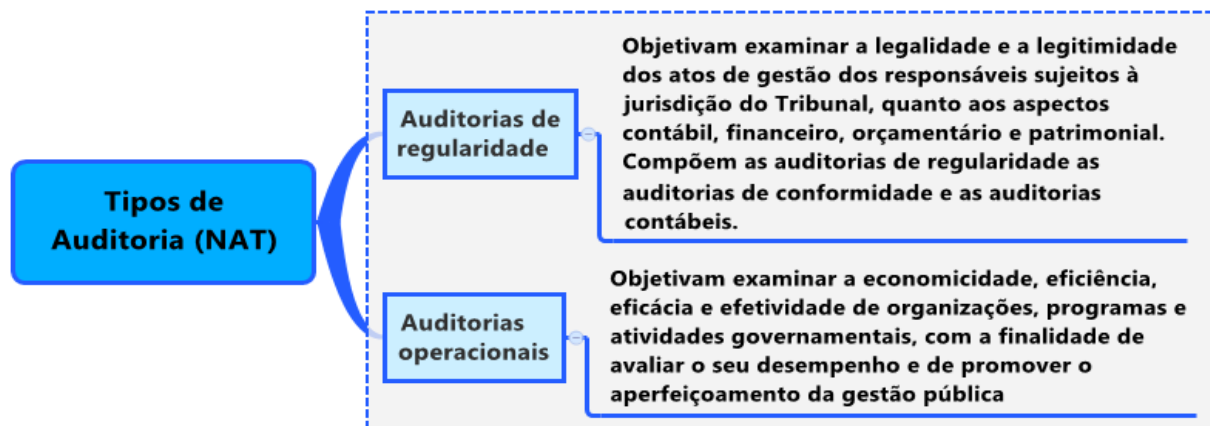 Tipos de
Auditoria (NAT)
Auditorias de
regularidade
Objetivam examinar a legalidade e a legitimidade
dos atos de gestão dos responsáveis sujeitos à
jurisdição do Tribunal, quanto aos aspectos
contábil, financeiro, orçamentário e patrimonial.
Compõem as auditorias de regularidade as
auditorias de conformidade e as auditorias
contábeis.
Auditorias
operacionais
Objetivam examinar a economicidade, eficiência,
eficácia e efetividade de organizações, programas e
atividades governamentais, com a finalidade de
avaliar o seu desempenho e de promover o
aperfeiçoamento da gestão pública